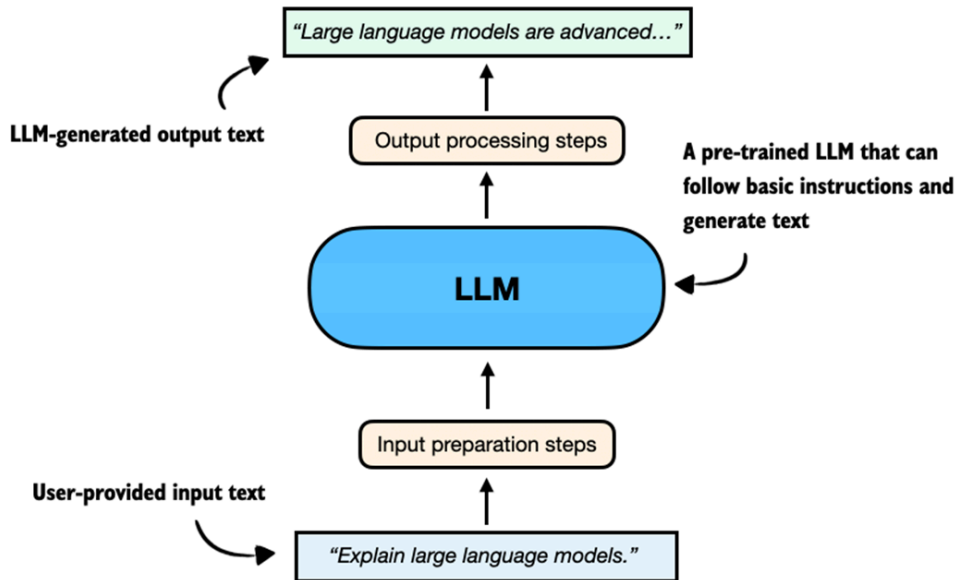 “Large language models are advanced…”
LLM-generated output text
Output processing steps
A pre-trained LLM that can
follow basic instructions and
generate text
LLM
Input preparation steps
User-provided input text
“Explain large language models.”